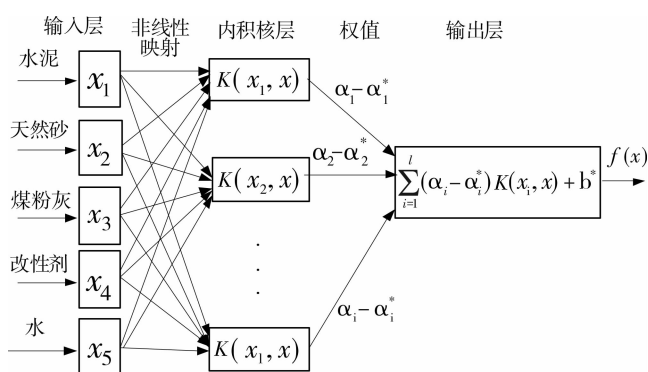 输入层 非线性映射 内积核层 权值 输出层
水泥 x₁ K(x₁, x) α₁−α₁*
天然砂 x₂ K(x₂, x) α₂−α₂*
煤粉灰 x₃
改性剂 x₄
水 x₅ K(x₁, x) αᵢ−αᵢ*
∑ᵢ₌₁ˡ(αᵢ−αᵢ*)K(xᵢ, x)+b*
f(x)